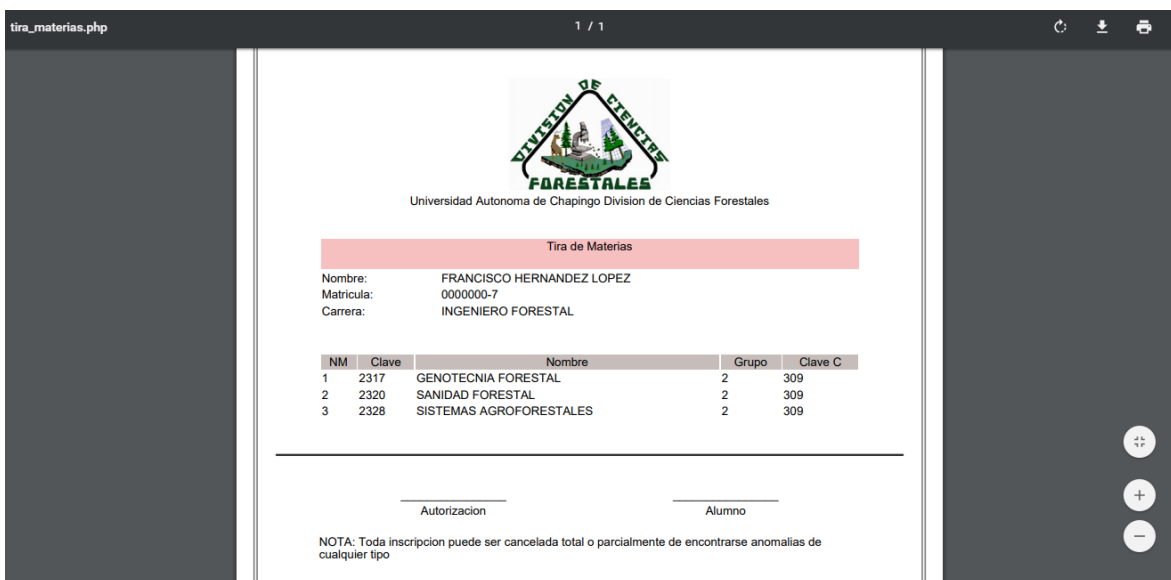 tira_materias.php 1 / 1
DIVISION DE CIENCIAS
FORESTALES
Universidad Autonoma de Chapingo Division de Ciencias Forestales
Tira de Materias
Nombre: FRANCISCO HERNANDEZ LOPEZ
Matricula: 0000000-7
Carrera: INGENIERO FORESTAL
NM Clave Nombre Grupo Clave C
1 2317 GENOTECNIA FORESTAL 2 309
2 2320 SANIDAD FORESTAL 2 309
3 2328 SISTEMAS AGROFORESTALES 2 309
Autorizacion Alumno
NOTA: Toda inscripcion puede ser cancelada total o parcialmente de encontrarse anomalias de
cualquier tipo